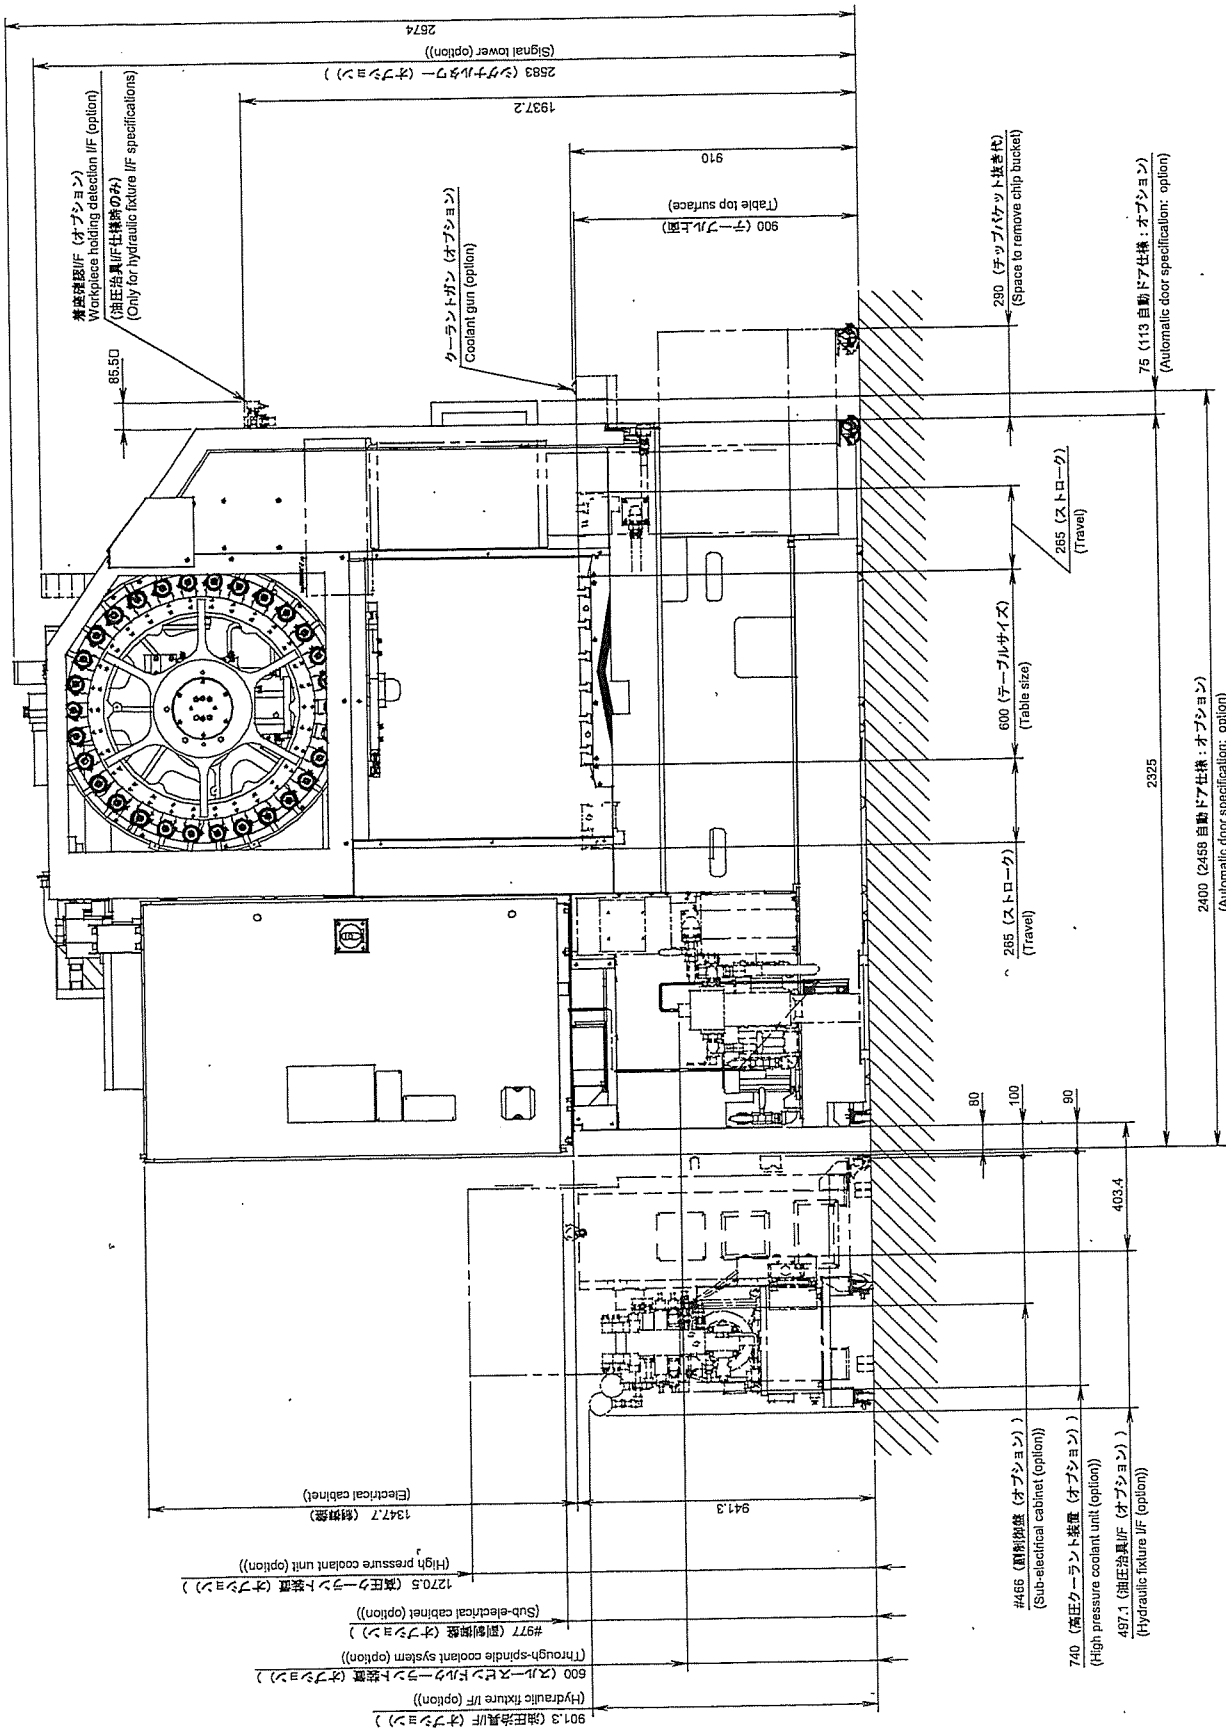 2674
2583 (シグナルタワー (オプション) )
(Signal tower (option))
1937.2
910
900 (テーブル上面)
(Table top surface)
着座確認I/F (オプション)
Workpiece holding detection I/F (option)
(油圧治具I/F仕様時のみ)
(Only for hydraulic fixture I/F specifications)
85.5
クーラントガン (オプション)
Coolant gun (option)
290 (チップバケット抜き代)
(Space to remove chip bucket)
75 (113 自動ドア仕様：オプション)
(Automatic door specification: option)
265 (ストローク)
(Travel)
600 (テーブルサイズ)
(Table size)
265 (ストローク)
(Travel)
2325
2400 (2458 自動ドア仕様：オプション)
(Automatic door specification: option)
80
100
90
403.4
#466 (副制御盤 (オプション) )
(Sub-electrical cabinet (option))
740 (高圧クーラント装置 (オプション) )
(High pressure coolant unit (option))
497.1 (油圧治具I/F (オプション) )
(Hydraulic fixture I/F (option))
941.3
1347.7 (制御盤)
(Electrical cabinet)
1270.5 (高圧クーラント装置 (オプション) )
(High pressure coolant unit (option))
#977 (副制御盤 (オプション) )
(Sub-electrical cabinet (option))
600 (スルースピンドルクーラント装置 (オプション) )
(Through-spindle coolant system (option))
901.3 (油圧治具I/F (オプション) )
(Hydraulic fixture I/F (option))